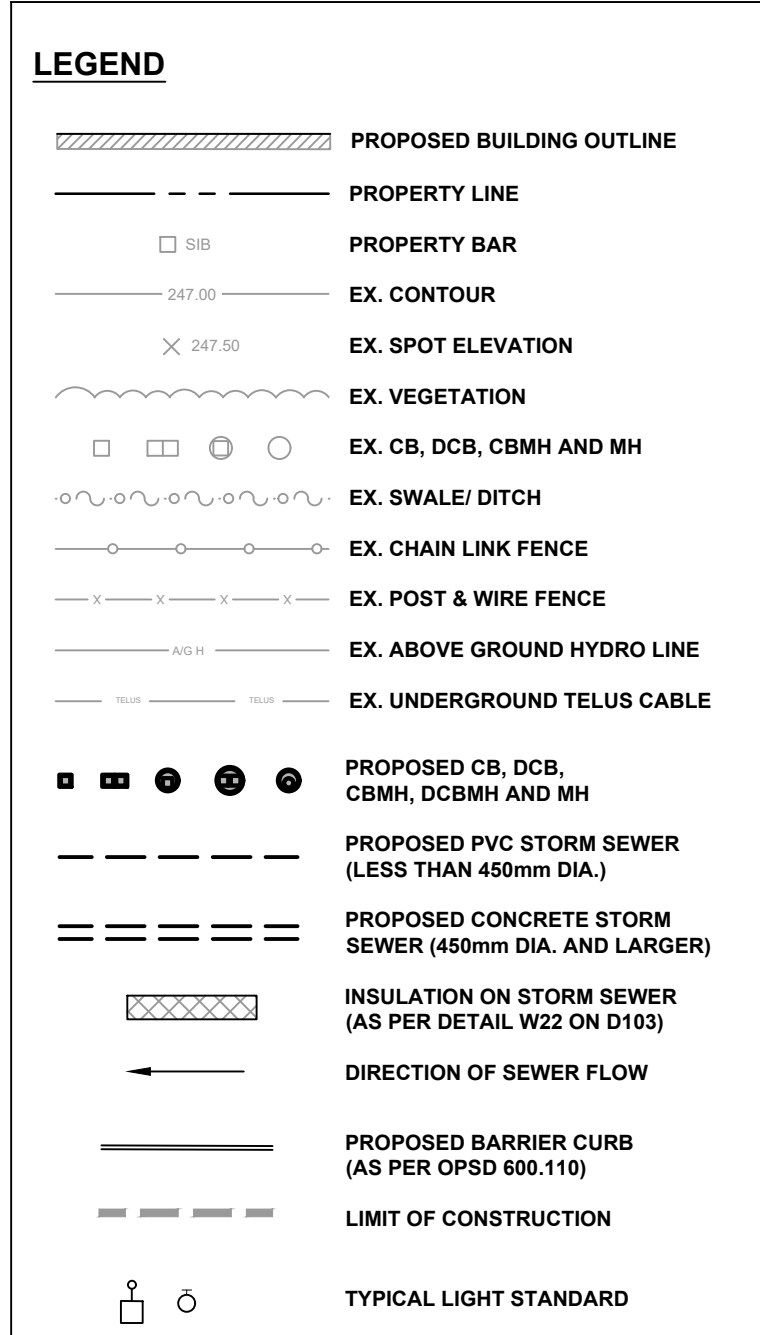 LEGEND
PROPOSED BUILDING OUTLINE
PROPERTY LINE
SIB PROPERTY BAR
247.00 EX. CONTOUR
247.50 EX. SPOT ELEVATION
EX. VEGETATION
EX. CB, DCB, CBMH AND MH
EX. SWALE/ DITCH
EX. CHAIN LINK FENCE
X X X X EX. POST & WIRE FENCE
A/G H EX. ABOVE GROUND HYDRO LINE
TELUS TELUS EX. UNDERGROUND TELUS CABLE
PROPOSED CB, DCB,
CBMH, DCBMH AND MH
PROPOSED PVC STORM SEWER
(LESS THAN 450mm DIA.)
PROPOSED CONCRETE STORM
SEWER (450mm DIA. AND LARGER)
INSULATION ON STORM SEWER
(AS PER DETAIL W22 ON D103)
DIRECTION OF SEWER FLOW
PROPOSED BARRIER CURB
(AS PER OPSD 600.110)
LIMIT OF CONSTRUCTION
TYPICAL LIGHT STANDARD